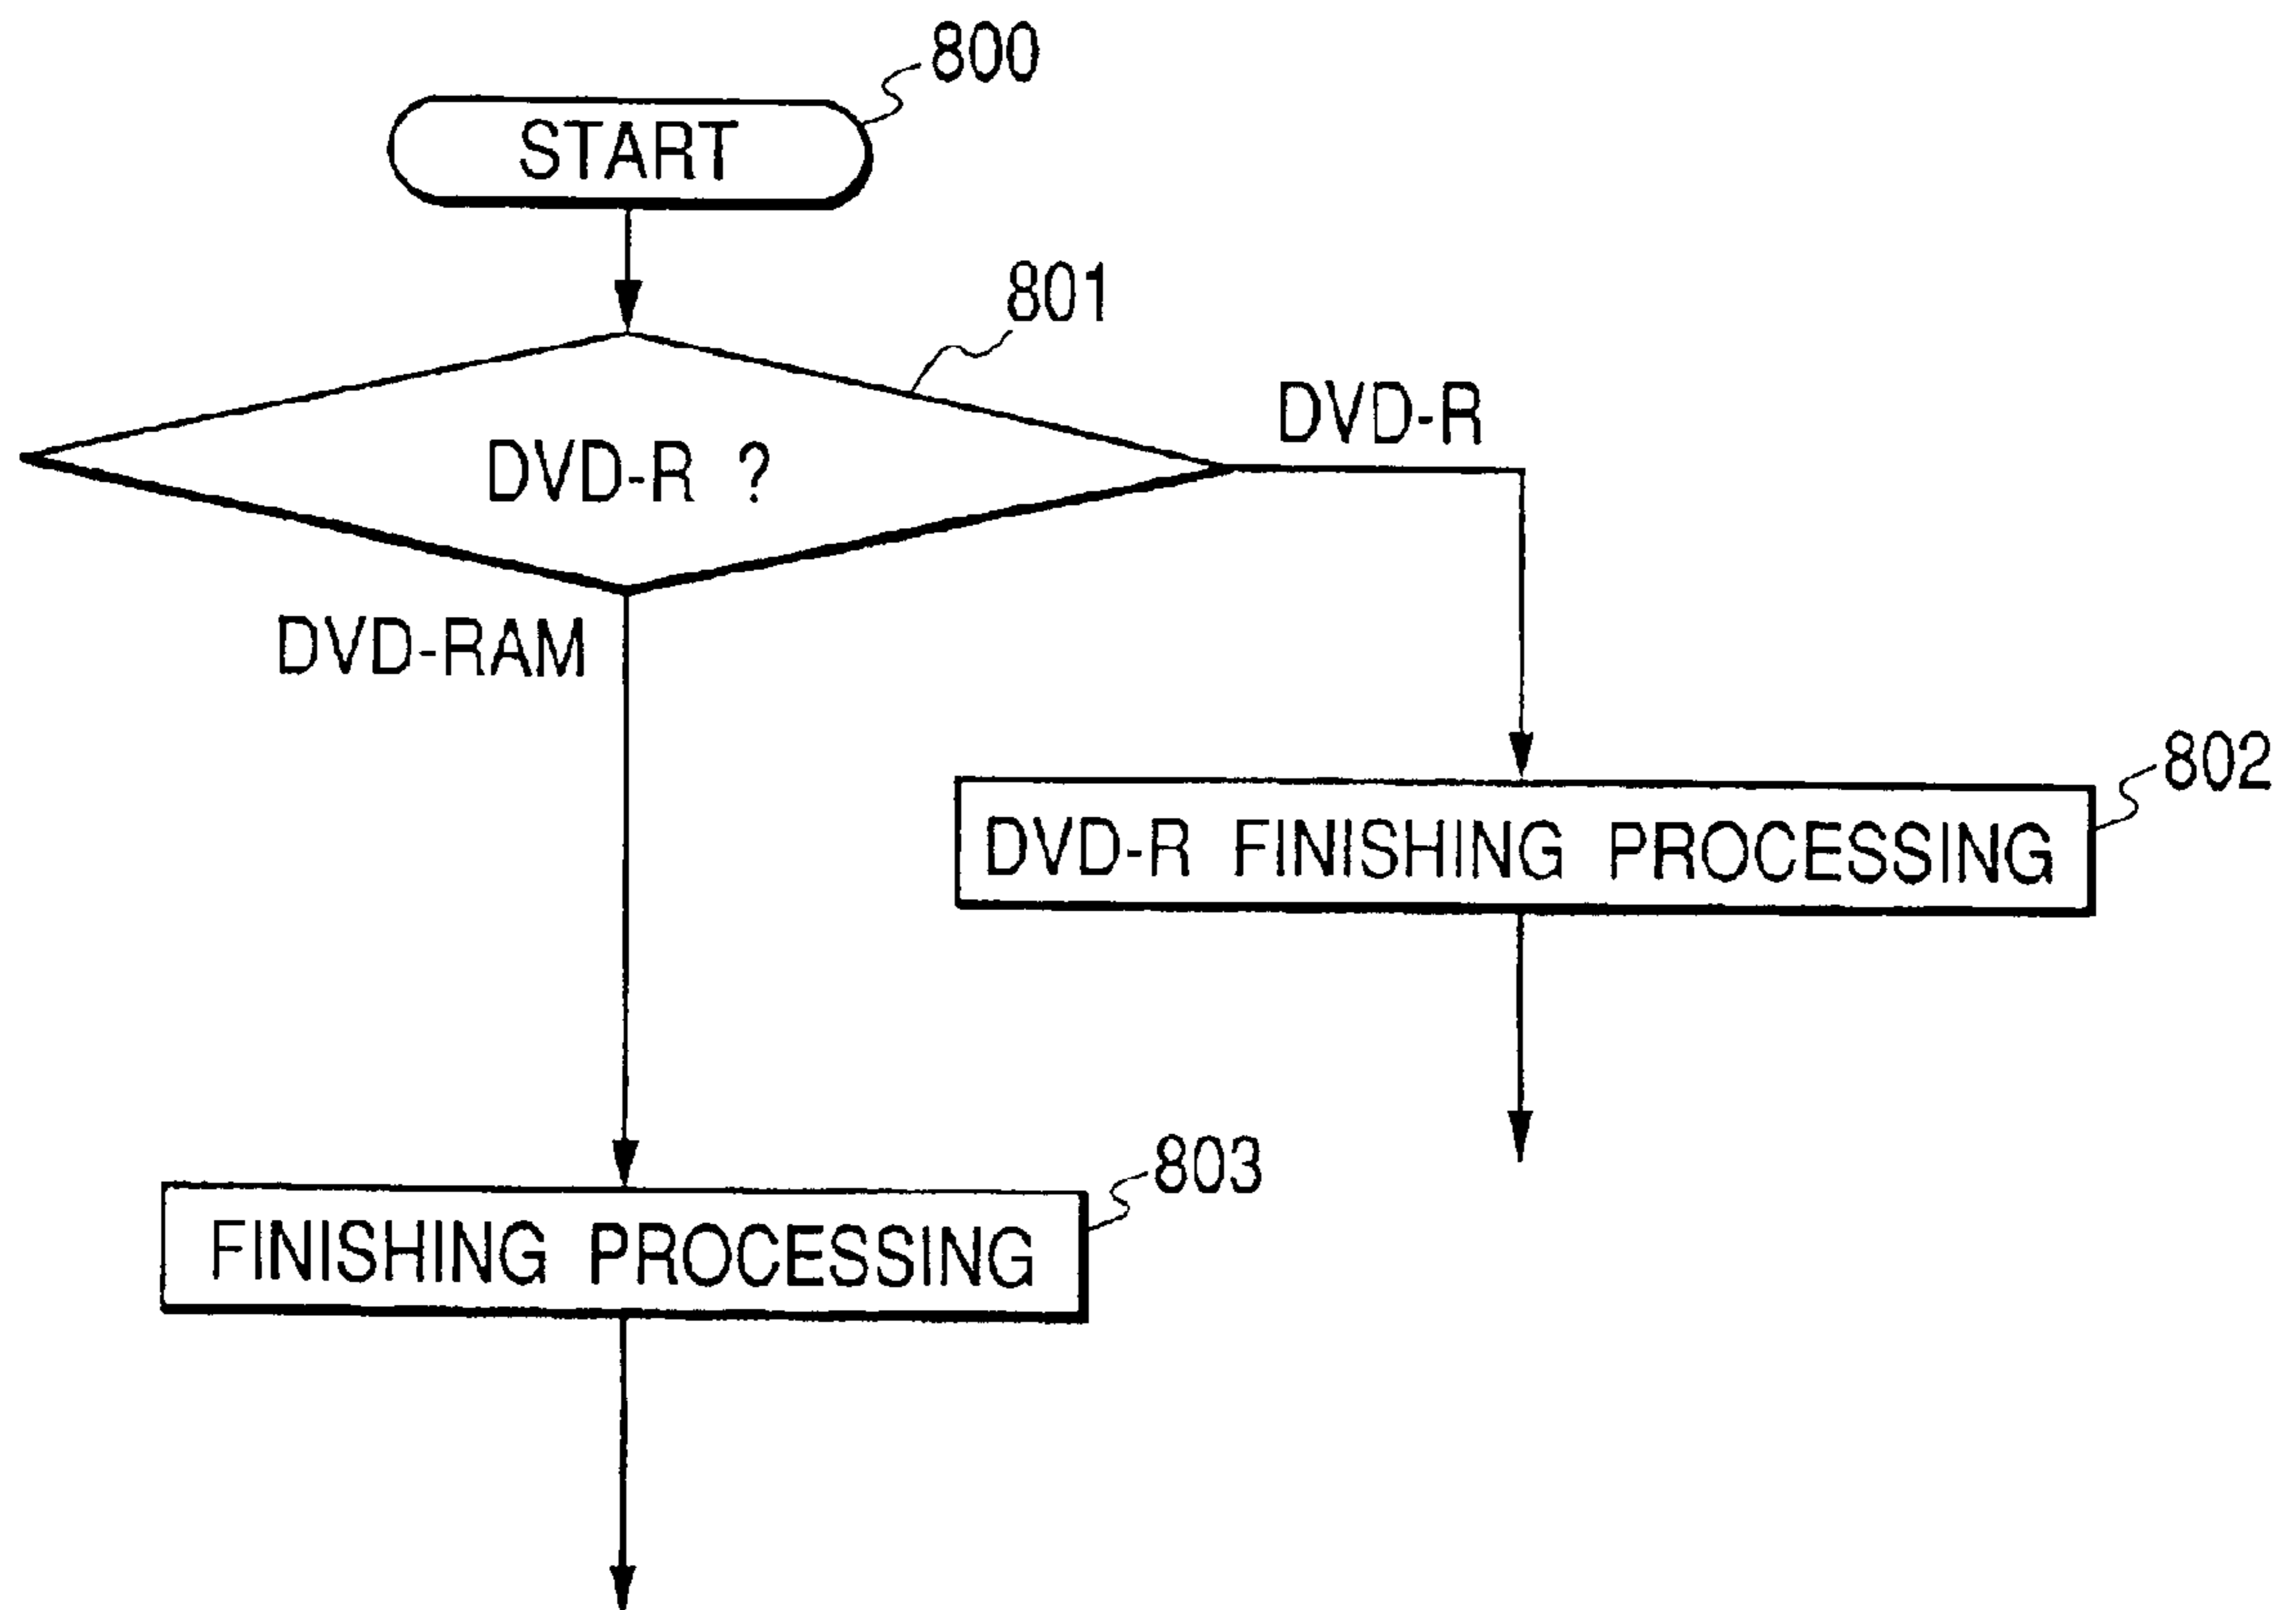 800
START
801
DVD-R
DVD-R ?
DVD-RAM
802
DVD-R FINISHING PROCESSING
803
FINISHING PROCESSING